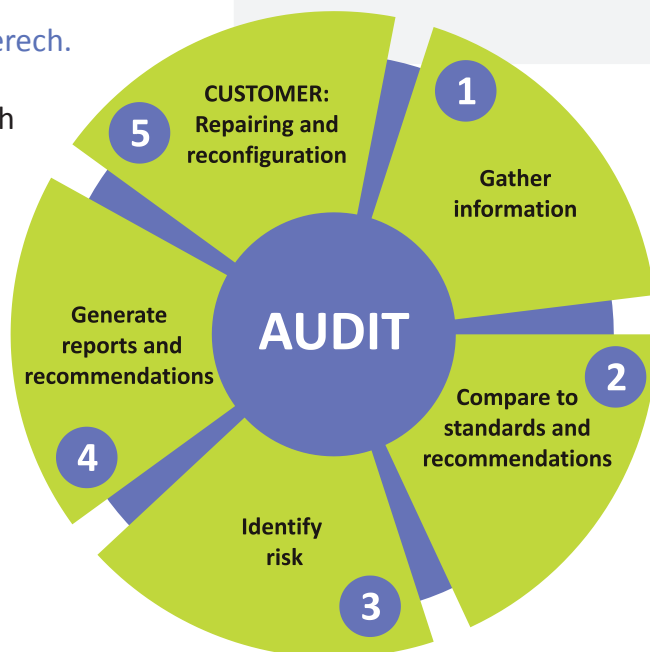 erech.
h
AUDIT
1
Gather
information
2
Compare to
standards and
recommendations
Identify
risk
3
Generate
reports and
recommendations
4
5
CUSTOMER:
Repairing and
reconfiguration